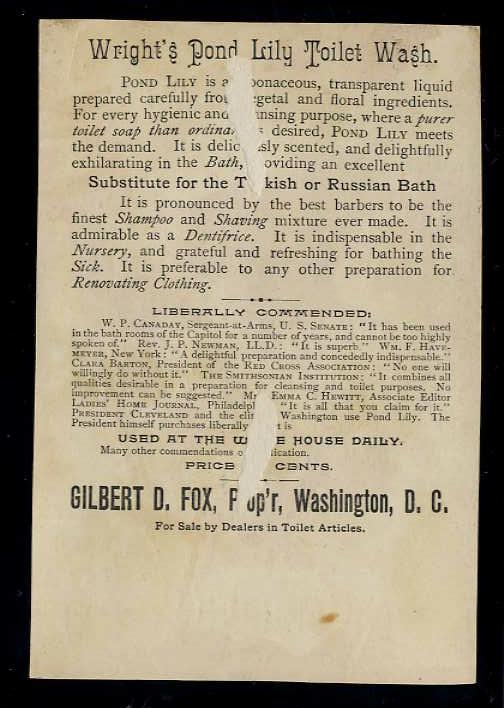 Wright's Pond Lily Toilet Wash.
POND LILY is a ponaceous, transparent liquid
prepared carefully fro getal and floral ingredients.
For every hygienic and nsing purpose, where a purer
toilet soap than ordina s desired, POND LILY meets
the demand. It is delic sly scented, and delightfully
exhilarating in the Bath, oviding an excellent
Substitute for the T kish or Russian Bath
It is pronounced by the best barbers to be the
finest Shampoo and Shaving mixture ever made. It is
admirable as a Dentifrice. It is indispensable in the
Nursery, and grateful and refreshing for bathing the
Sick. It is preferable to any other preparation for
Renovating Clothing.
LIBERALLY COMMENDED:
W. P. CANADAY, Sergeant-at-Arms, U. S. SENATE: "It has been used
in the bath rooms of the Capitol for a number of years, and cannot be too highly
spoken of." Rev. J. P. NEWMAN, LL.D.: "It is superb." WM. F. HAVE-
MEYER, New York: "A delightful preparation and concededly indispensable."
CLARA BARTON, President of the RED CROSS ASSOCIATION: "No one will
willingly do without it." THE SMITHSONIAN INSTITUTION: "It combines all
qualities desirable in a preparation for cleansing and toilet purposes. No
improvement can be suggested." Mr EMMA C. HEWITT, Associate Editor
LADIES' HOME JOURNAL, Philadelp "It is all that you claim for it."
PRESIDENT CLEVELAND and the elit Washington use Pond Lily. The
President himself purchases liberally t is
USED AT THE W E HOUSE DAILY.
Many other commendations o lication.
PRICE CENTS.
GILBERT D. FOX, P op'r, Washington, D. C.
For Sale by Dealers in Toilet Articles.